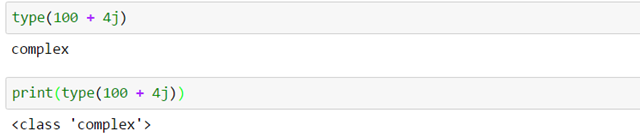 type(100 + 4j)
complex
print(type(100 + 4j))
<class 'complex'>